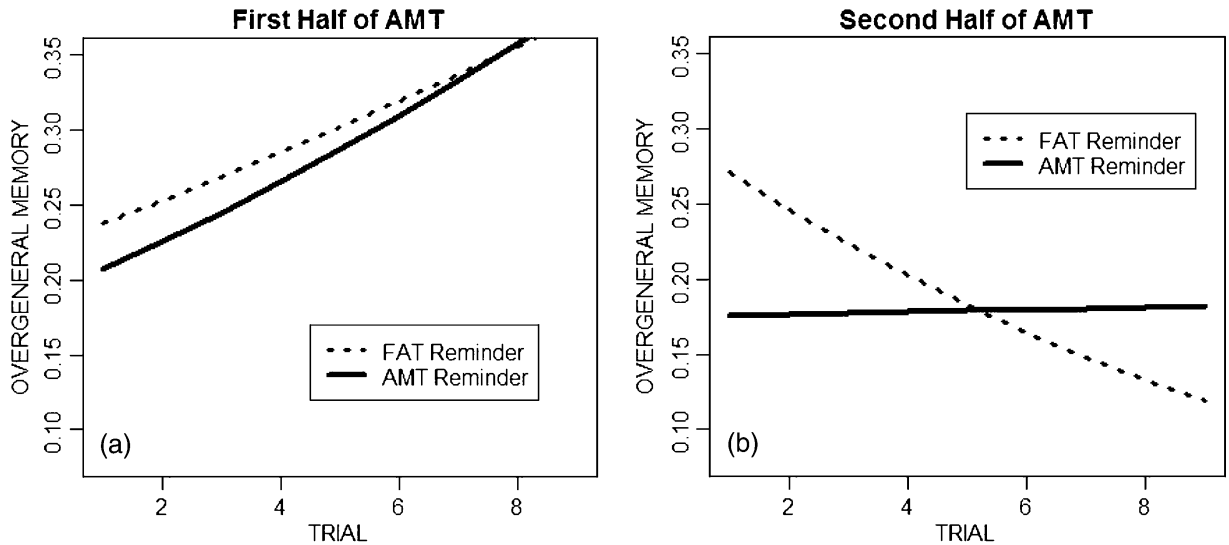 First Half of AMT
OVERGENERAL MEMORY
0.35
0.30
0.25
0.20
0.15
0.10
FAT Reminder
AMT Reminder
(a)
2 4 6 8
TRIAL
Second Half of AMT
OVERGENERAL MEMORY
0.35
0.30
0.25
0.20
0.15
0.10
FAT Reminder
AMT Reminder
(b)
2 4 6 8
TRIAL